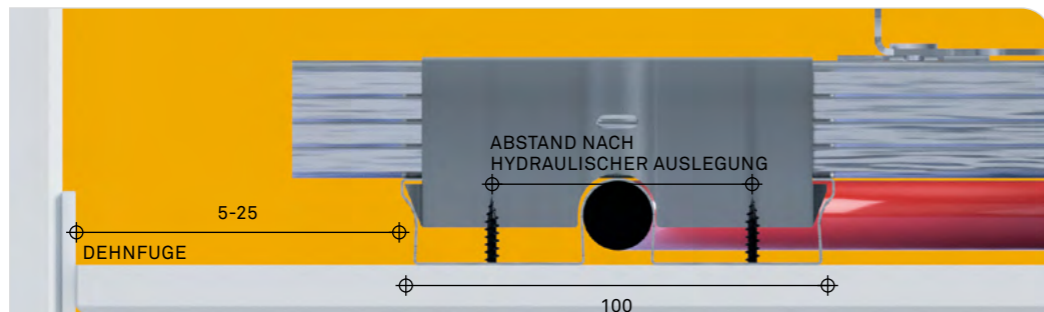 ABSTAND NACH
HYDRAULISCHER AUSLEGUNG
5-25
DEHNFUGE
100